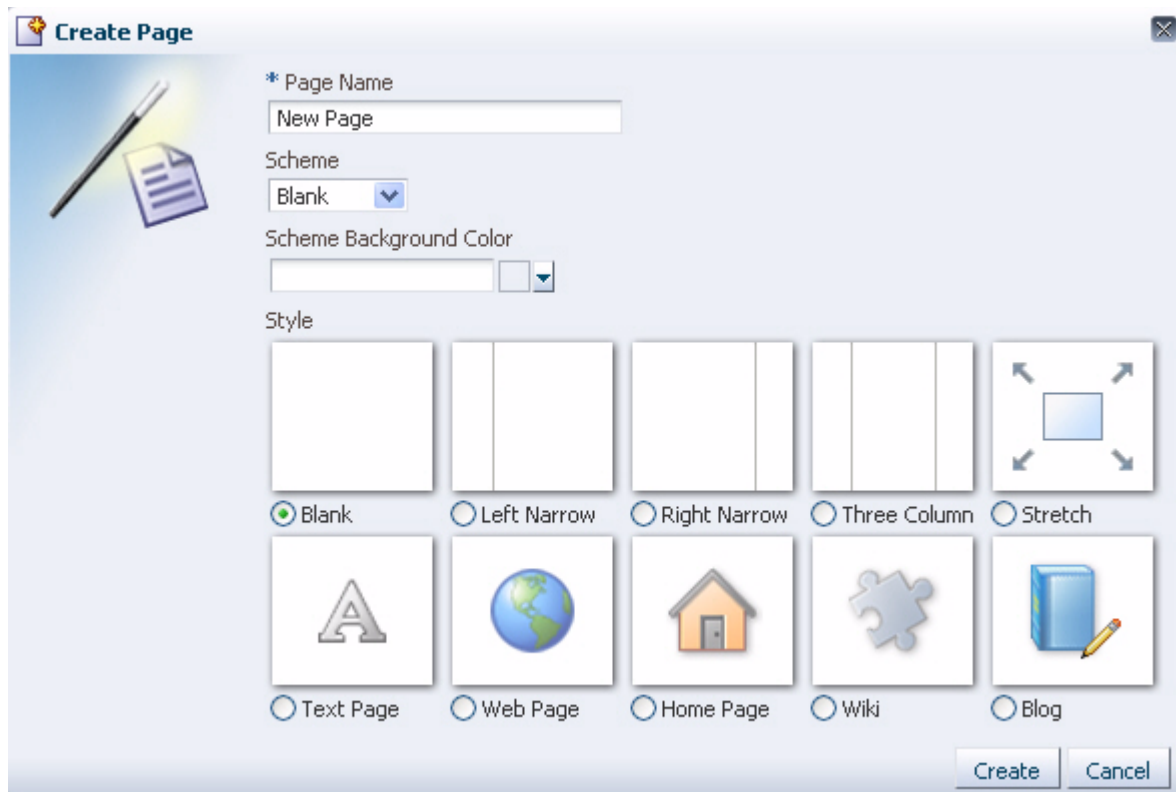 Create Page
* Page Name
New Page
Scheme
Blank
Scheme Background Color
Style
Blank Left Narrow Right Narrow Three Column Stretch
A
Text Page Web Page Home Page Wiki Blog
Create Cancel